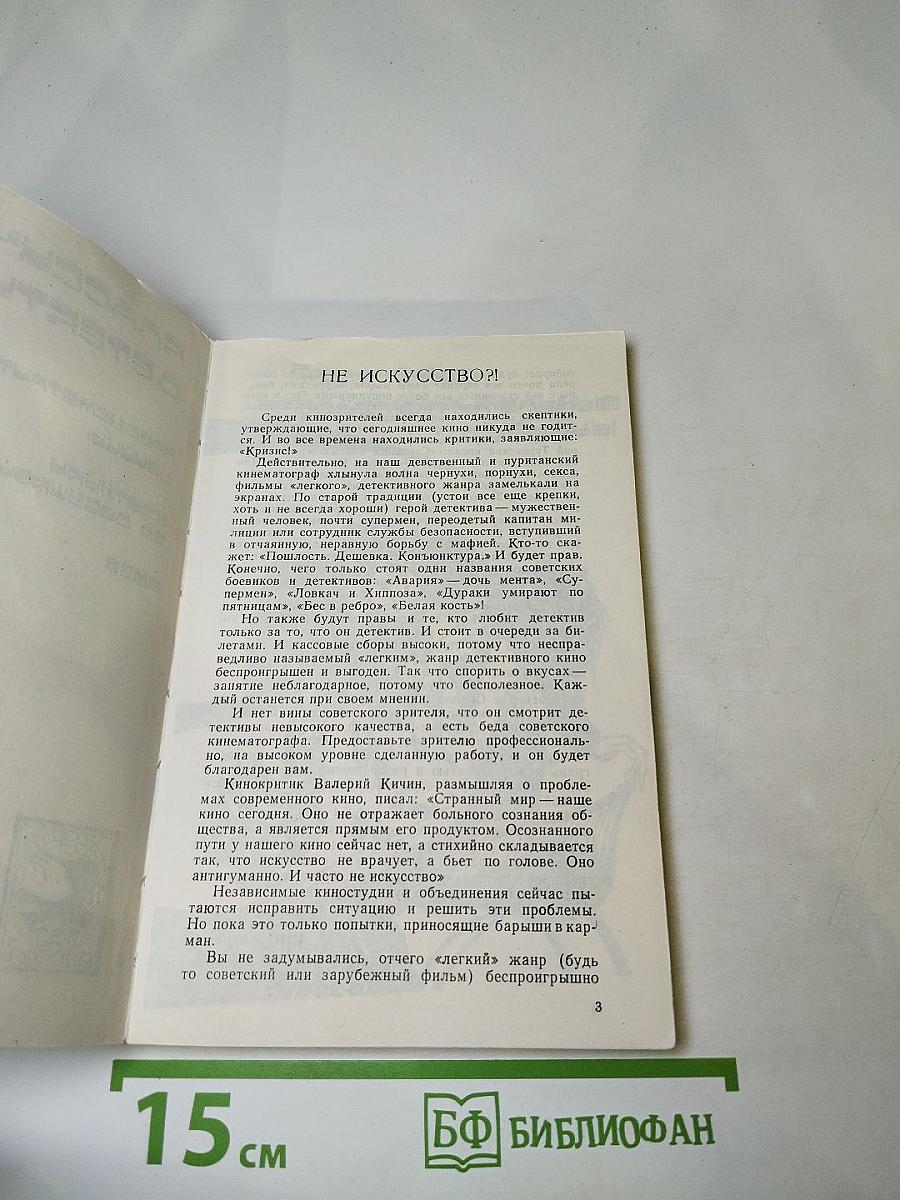 НЕ ИСКУССТВО?!
Среди кинозрителей всегда находились скептики,
утверждающие, что сегодняшнее кино никуда не годит-
ся. И во все времена находились критики, заявляющие:
«Кризис!»
Действительно, на наш девственный и пуританский
кинематограф хлынула волна чернухи, порнухи, секса,
фильмы «легкого», детективного жанра замелькали на
экранах. По старой традиции (устои все еще крепки,
хоть и не всегда хороши) герой детектива — мужествен-
ный человек, почти супермен, переодетый капитан ми-
лиции или сотрудник службы безопасности, вступивший
в отчаянную, неравную борьбу с мафией. Кто-то ска-
жет: «Пошлость. Дешевка. Конъюнктура.» И будет прав.
Конечно, чего только стоят одни названия советских
боевиков и детективов: «Авария» — дочь мента», «Су-
пермен», «Ловкач и Хиппоза», «Дураки умирают по
пятницам», «Бес в ребро», «Белая кость»!
Но также будут правы и те, кто любит детектив
только за то, что он детектив. И стоит в очереди за би-
летами. И кассовые сборы высоки, потому что неспра-
ведливо называемый «легким», жанр детективного кино
беспроигрышен и выгоден. Так что спорить о вкусах —
занятие неблагодарное, потому что бесполезное. Каж-
дый останется при своем мнении.
И нет вины советского зрителя, что он смотрит де-
тективы невысокого качества, а есть беда советского
кинематографа. Предоставьте зрителю профессиональ-
но, на высоком уровне сделанную работу, и он будет
благодарен вам.
Кинокритик Валерий Кичин, размышляя о пробле-
мах современного кино, писал: «Странный мир — наше
кино сегодня. Оно не отражает больного сознания об-
щества, а является прямым его продуктом. Осознанного
пути у нашего кино сейчас нет, а стихийно складывается
так, что искусство не врачует, а бьет по голове. Оно
антигуманно. И часто не искусство»
Независимые киностудии и объединения сейчас пы-
таются исправить ситуацию и решить эти проблемы.
Но пока это только попытки, приносящие барыши в кар-
ман.
Вы не задумывались, отчего «легкий» жанр (будь
то советский или зарубежный фильм) беспроигрышно
3
15 см
БФ БИБЛИОФАН